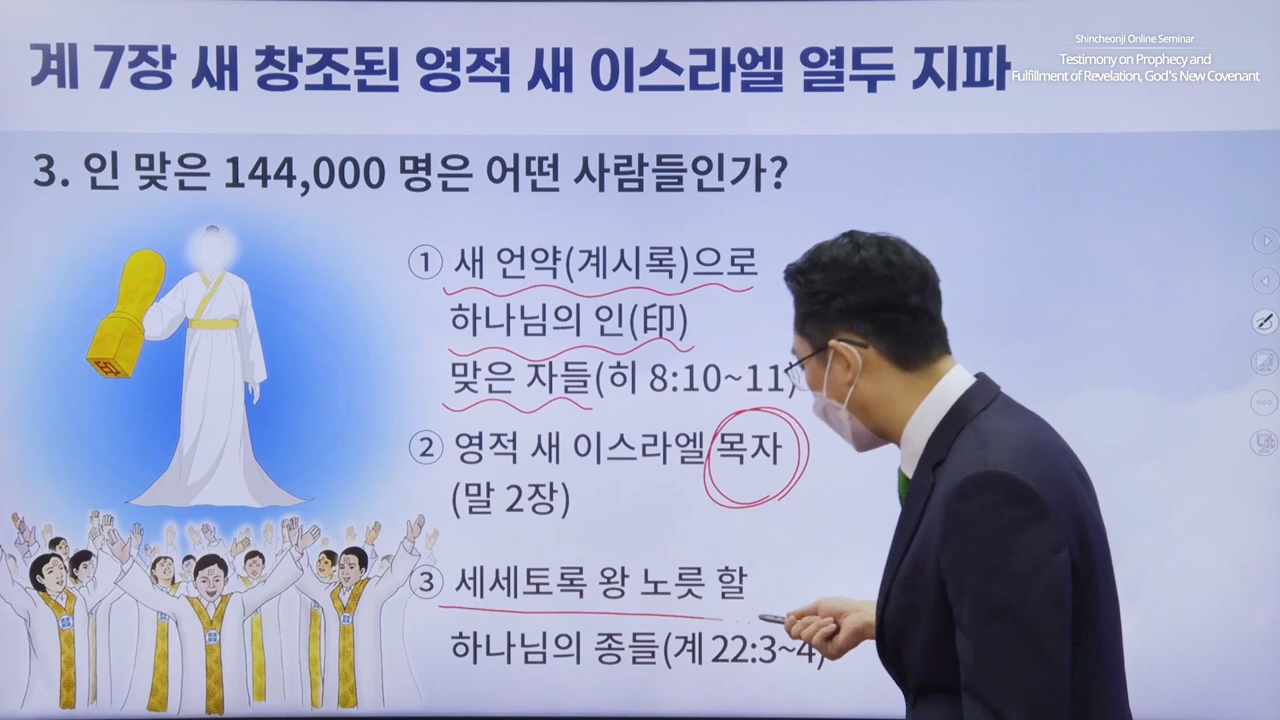 계 7장 새 창조된 영적 새 이스라엘 열두 지파
Shincheonji Online Seminar
Testimony on Prophecy and
Fulfillment of Revelation, God's New Covenant
3. 인 맞은 144,000 명은 어떤 사람들인가?
① 새 언약(계시록)으로
하나님의 인(印)
맞은 자들(히 8:10~11)
② 영적 새 이스라엘 목자
(말 2장)
③ 세세토록 왕 노릇 할
하나님의 종들(계 22:3~4)
印